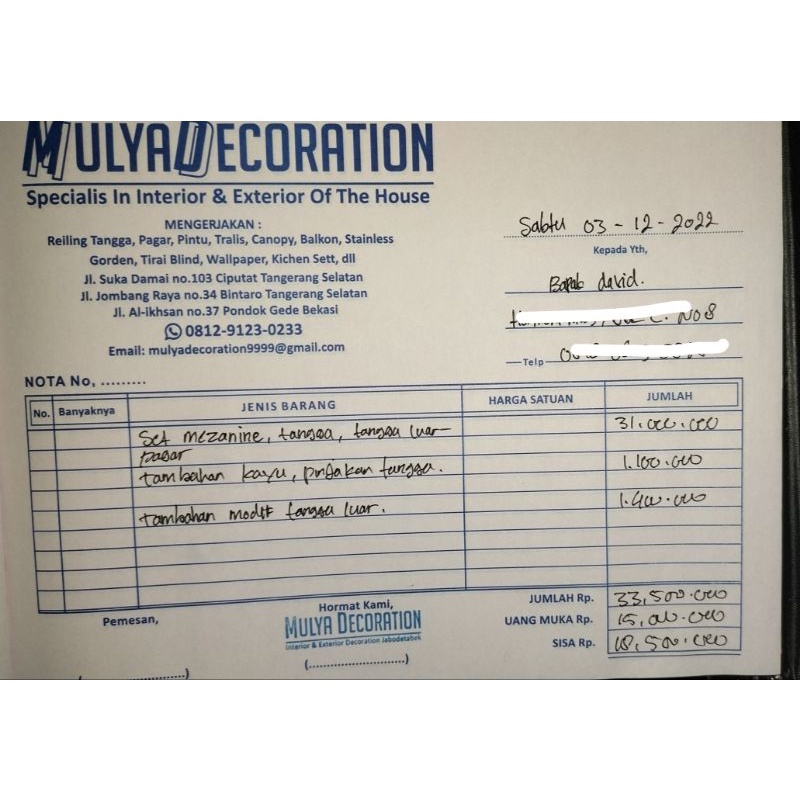 MULYA DECORATION
Specialis In Interior & Exterior Of The House
MENGERJAKAN :
Reiling Tangga, Pagar, Pintu, Tralis, Canopy, Balkon, Stainless
Gorden, Tirai Blind, Wallpaper, Kichen Sett, dll
Jl. Suka Damai no.103 Ciputat Tangerang Selatan
Jl. Jombang Raya no.34 Bintaro Tangerang Selatan
Jl. Al-ikhsan no.37 Pondok Gede Bekasi
0812-9123-0233
Email: mulyadecoration9999@gmail.com
Sabtu 03-12-2022
Kepada Yth,
Bapak david.
No 8
Telp
NOTA No, .........
No. Banyaknya JENIS BARANG HARGA SATUAN JUMLAH
Set mezanine, tangga, tangga luar 31.000.000
pagar
tambahan kayu, pijakan tangga. 1.100.000
tambahan modif tangga luar. 1.400.000
JUMLAH Rp. 33,500.000
UANG MUKA Rp. 15,000.000
SISA Rp. 18,500.000
Pemesan,
Hormat Kami,
MULYA DECORATION
Interior & Exterior Decoration Jabodetabek